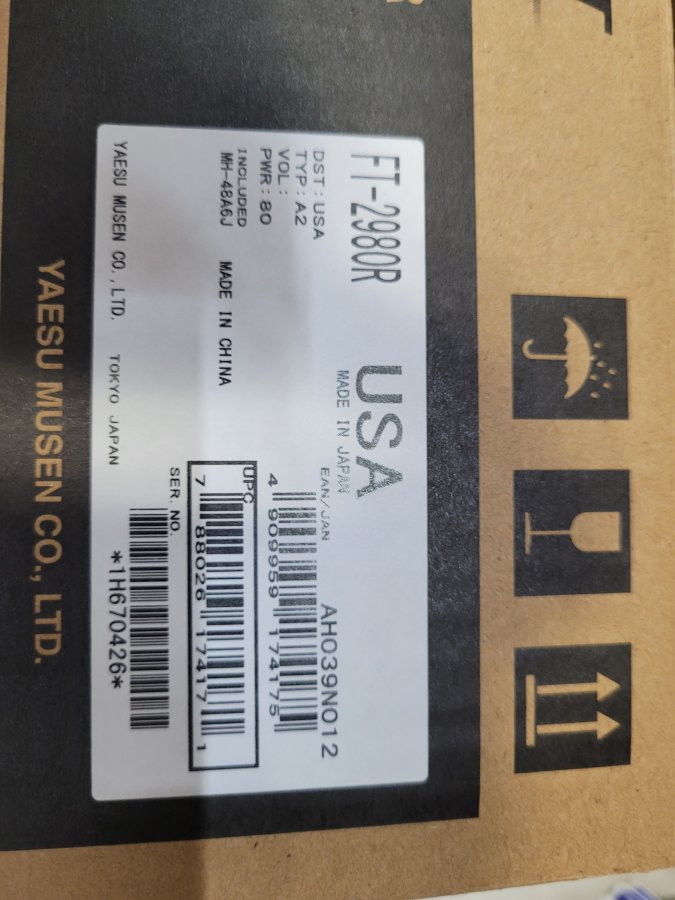 FT-2980R
USA
DST: USA
MADE IN JAPAN
TYP: A2
EAN/JAN
AH039N012
VOL:
PWR: 80
4 909959 174175
INCLUDED
UPC
MH-48A6J MADE IN CHINA
7 88026 17417 1
SER. NO.
*1H670426*
YAESU MUSEN CO.,LTD. TOKYO JAPAN
YAESU MUSEN CO., LTD.